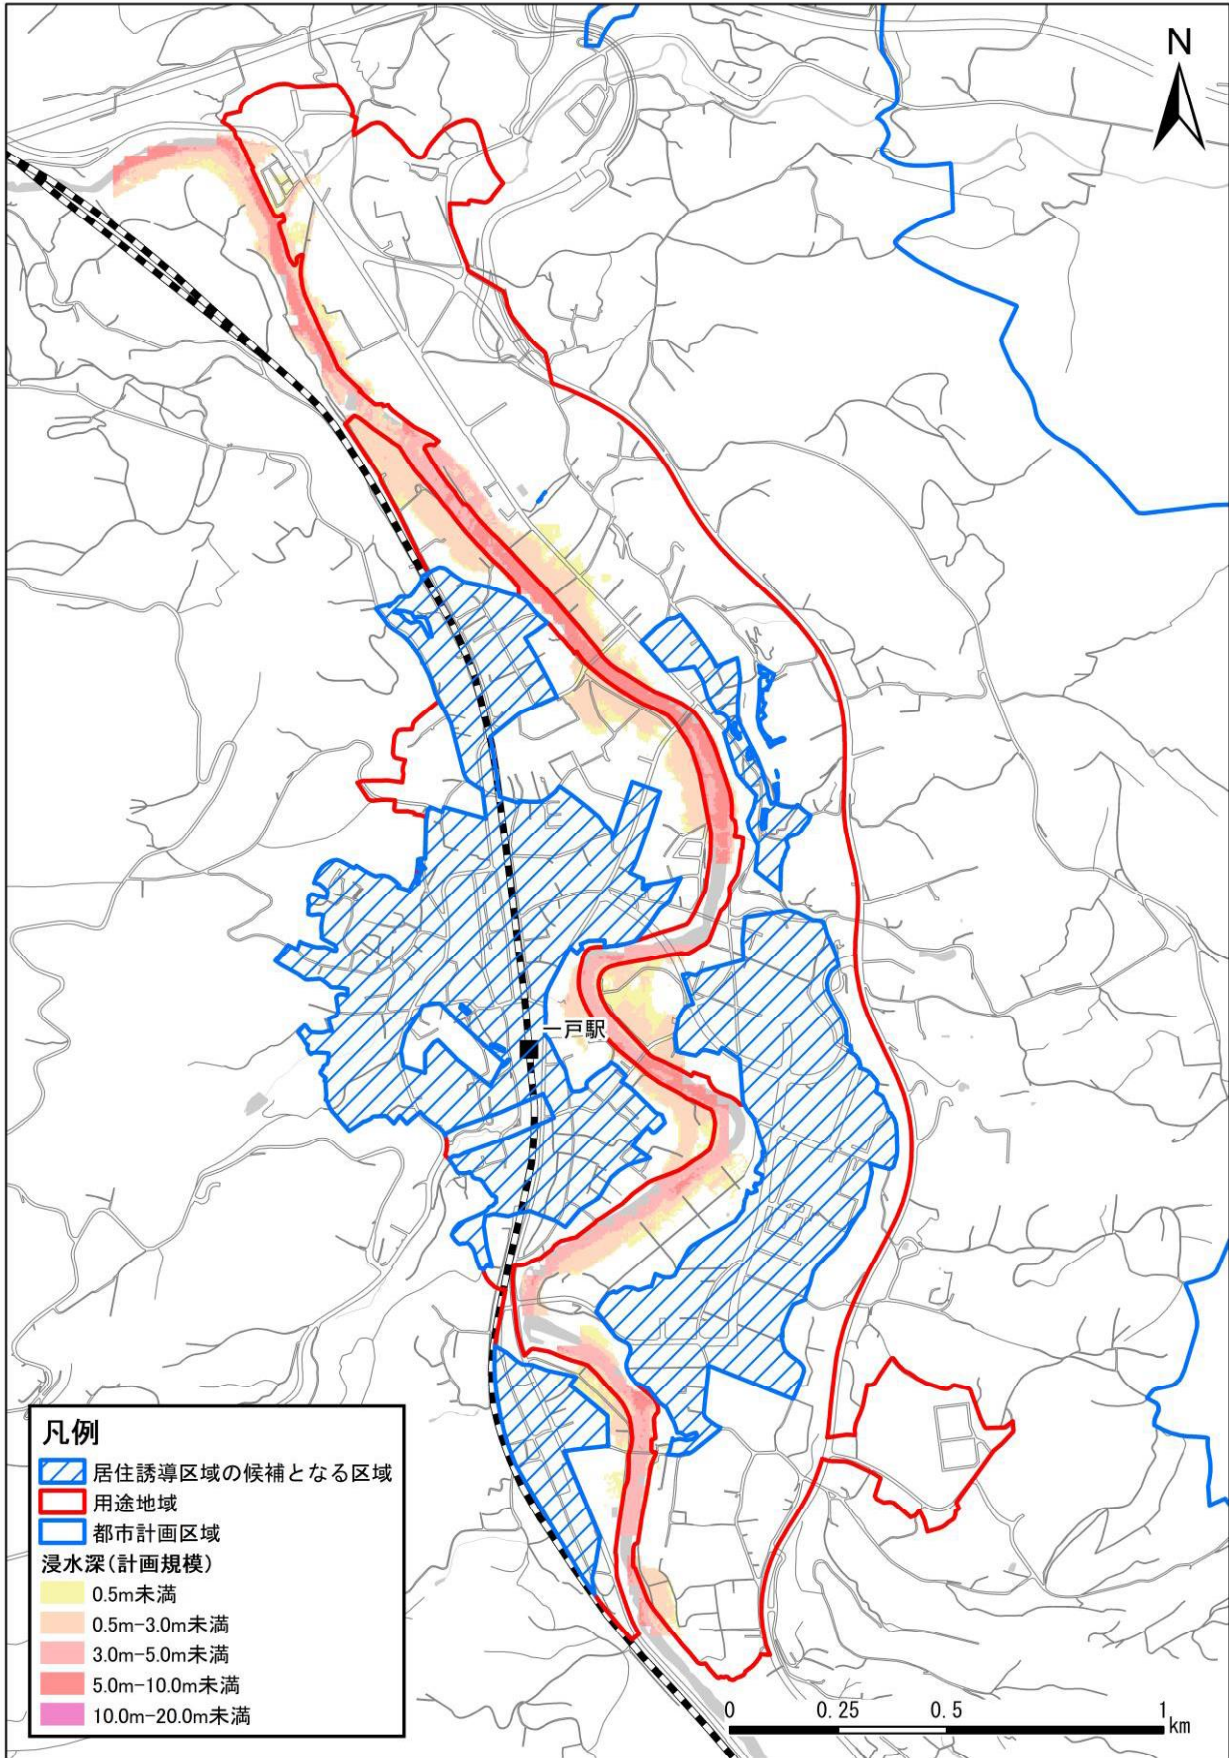 N
一戸駅
凡例
居住誘導区域の候補となる区域
用途地域
都市計画区域
浸水深(計画規模)
0.5m未満
0.5m-3.0m未満
3.0m-5.0m未満
5.0m-10.0m未満
10.0m-20.0m未満
0 0.25 0.5 1
km